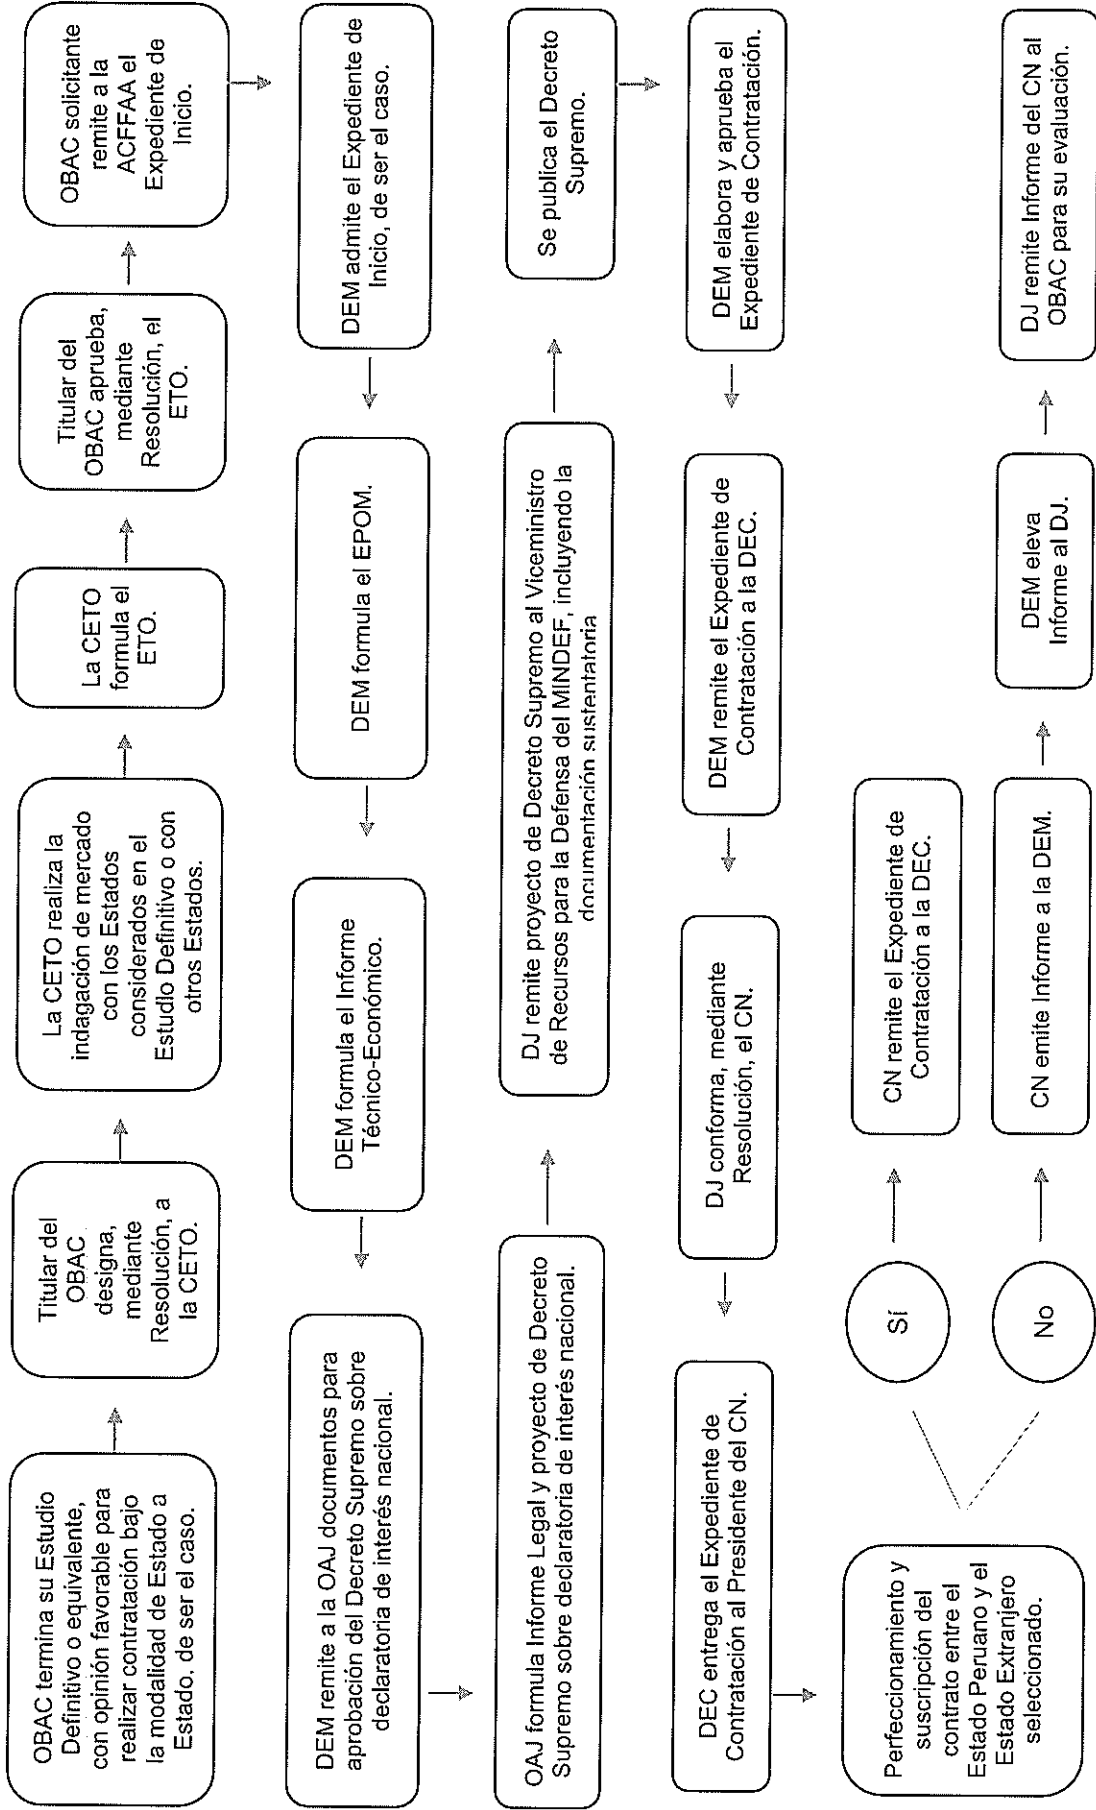 OBAC termina su Estudio
Definitivo o equivalente,
con opinión favorable para
realizar contratación bajo
la modalidad de Estado a
Estado, de ser el caso.
Titular del
OBAC
designa,
mediante
Resolución, a
la CETO.
La CETO realiza la
indagación de mercado
con los Estados
considerados en el
Estudio Definitivo o con
otros Estados.
La CETO
formula el
ETO.
Titular del
OBAC aprueba,
mediante
Resolución, el
ETO.
OBAC solicitante
remite a la
ACFFAA el
Expediente de
Inicio.
DEM admite el Expediente de
Inicio, de ser el caso.
DEM formula el EPOM.
DEM formula el Informe
Técnico-Económico.
DEM remite a la OAJ documentos para
aprobación del Decreto Supremo sobre
declaratoria de interés nacional.
OAJ formula Informe Legal y proyecto de Decreto
Supremo sobre declaratoria de interés nacional.
DJ remite proyecto de Decreto Supremo al Viceministro
de Recursos para la Defensa del MINDEF, incluyendo la
documentación sustentatoria
Se publica el Decreto
Supremo.
DEM elabora y aprueba el
Expediente de Contratación.
DEM remite el Expediente de
Contratación a la DEC.
DJ conforma, mediante
Resolución, el CN.
DEC entrega el Expediente de
Contratación al Presidente del CN.
Perfeccionamiento y
suscripción del
contrato entre el
Estado Peruano y el
Estado Extranjero
seleccionado.
Sí
CN remite el Expediente de
Contratación a la DEC.
No
CN emite Informe a la DEM.
DEM eleva
Informe al DJ.
DJ remite Informe del CN al
OBAC para su evaluación.